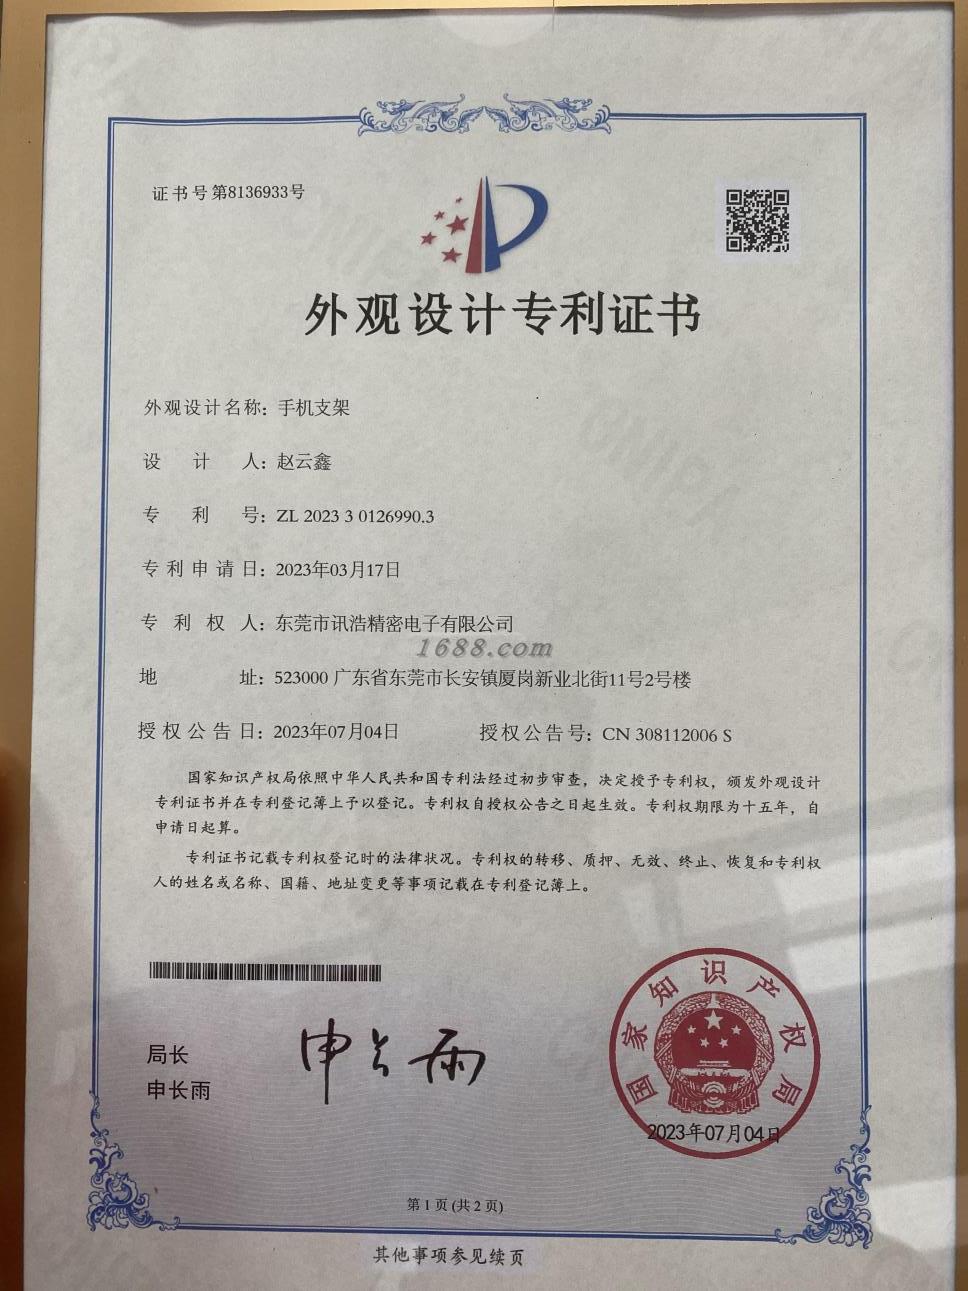 证书号第8136933号
外观设计专利证书
外观设计名称：手机支架
设计人：赵云鑫
专利号：ZL 2023 3 0126990.3
专利申请日：2023年03月17日
专利权人：东莞市讯浩精密电子有限公司
1688.com
地址：523000 广东省东莞市长安镇厦岗新业北街11号2号楼
授权公告日：2023年07月04日 授权公告号：CN 308112006 S
国家知识产权局依照中华人民共和国专利法经过初步审查，决定授予专利权，颁发外观设计
专利证书并在专利登记簿上予以登记。专利权自授权公告之日起生效。专利权期限为十五年，自
申请日起算。
专利证书记载专利权登记时的法律状况。专利权的转移、质押、无效、终止、恢复和专利权
人的姓名或名称、国籍、地址变更等事项记载在专利登记簿上。
局长
申长雨
申长雨
国家知识产权局
2023年07月04日
第1页(共2页)
其他事项参见续页